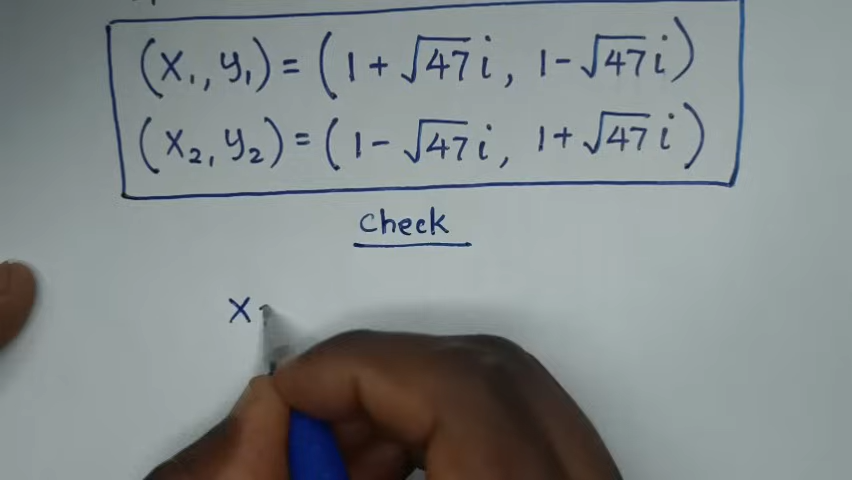 (x₁, y₁) = (1 + √47 i, 1 - √47 i)
(x₂, y₂) = (1 - √47 i, 1 + √47 i)
Check
x